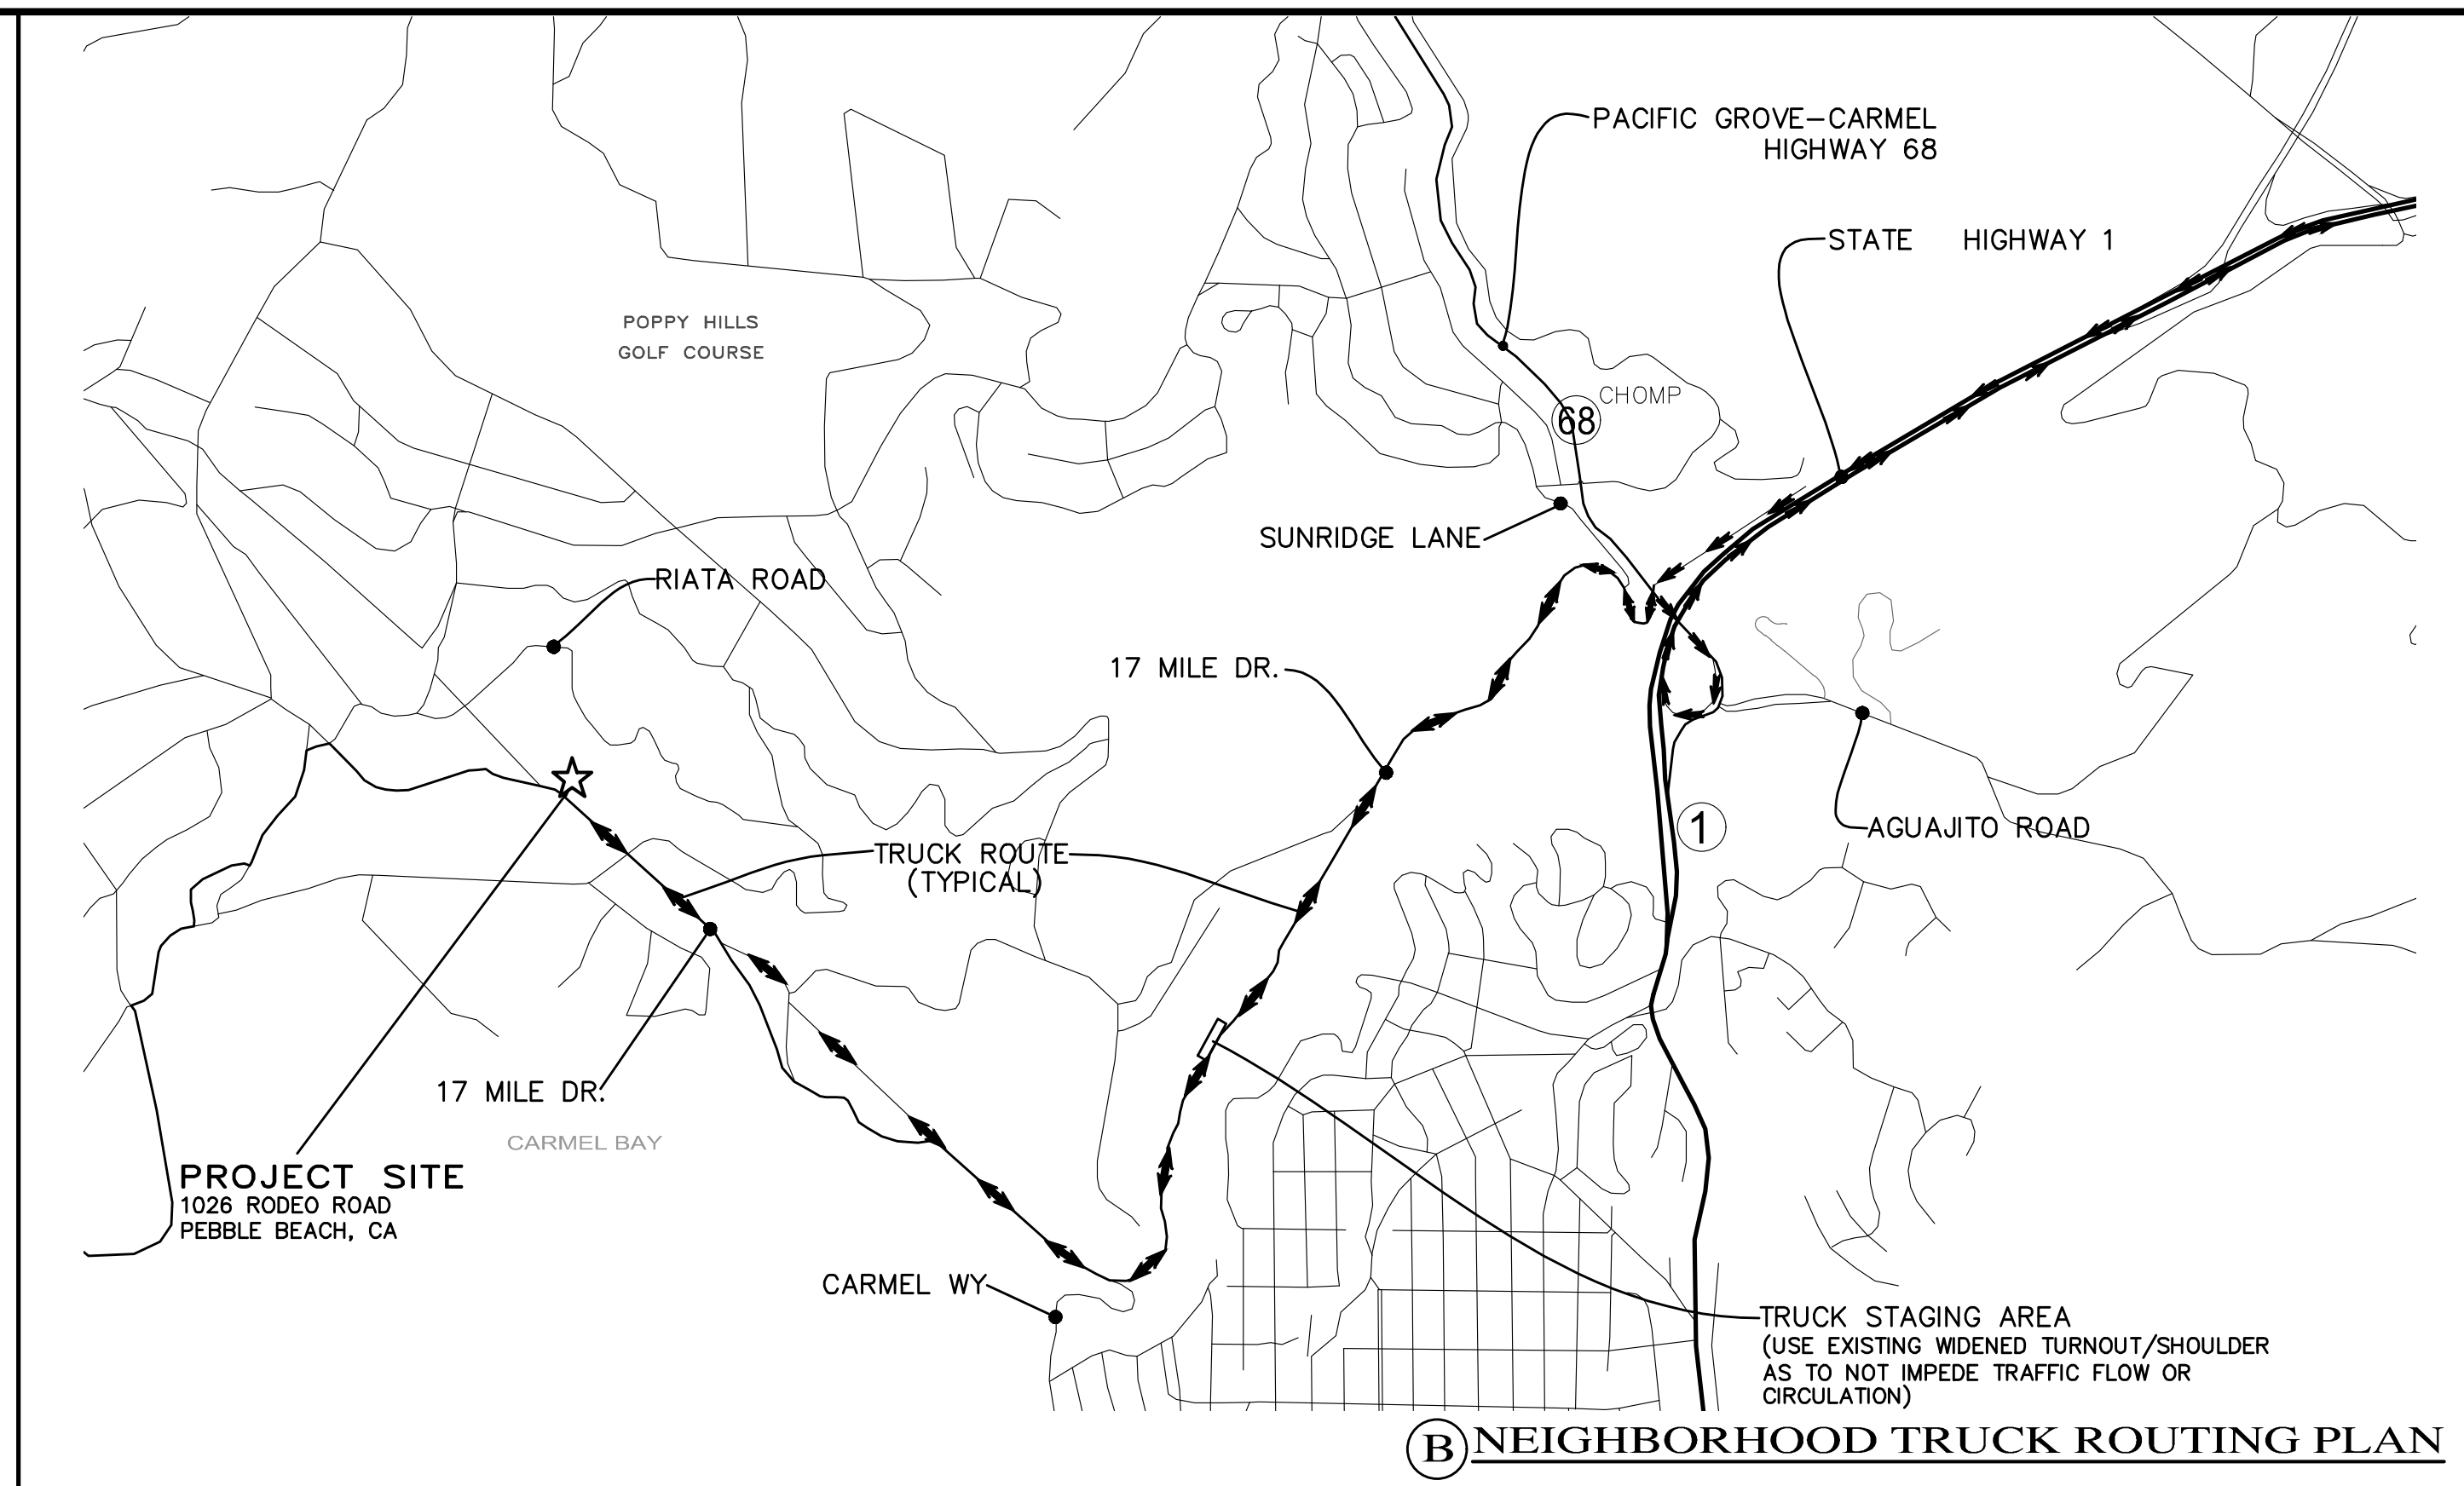 PACIFIC GROVE-CARMEL
HIGHWAY 68
STATE HIGHWAY 1
POPPY HILLS
GOLF COURSE
CHOMP
68
SUNRIDGE LANE
RIATA ROAD
17 MILE DR.
1
AGUAJITO ROAD
TRUCK ROUTE
(TYPICAL)
17 MILE DR.
CARMEL BAY
PROJECT SITE
1026 RODEO ROAD
PEBBLE BEACH, CA
CARMEL WY
TRUCK STAGING AREA
(USE EXISTING WIDENED TURNOUT/SHOULDER
AS TO NOT IMPEDE TRAFFIC FLOW OR
CIRCULATION)
B NEIGHBORHOOD TRUCK ROUTING PLAN